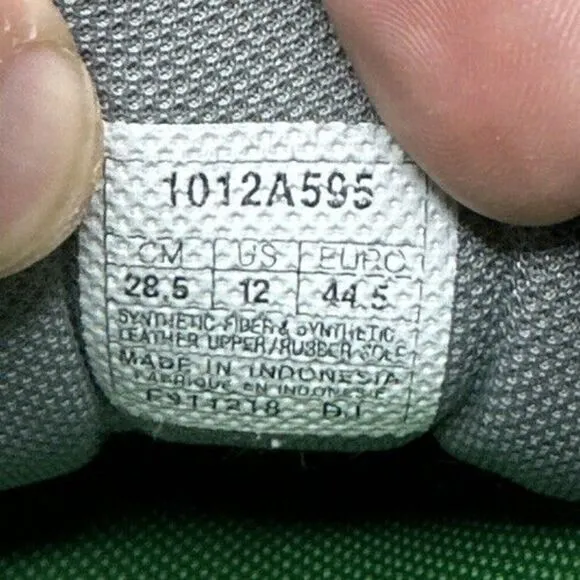 1012A595
CM US EURO
28.5 12 44.5
SYNTHETIC FIBER & SYNTHETIC
LEATHER UPPER/RUBBER SOLE
MADE IN INDONESIA
FABRIQUE EN INDONESIE
D.I